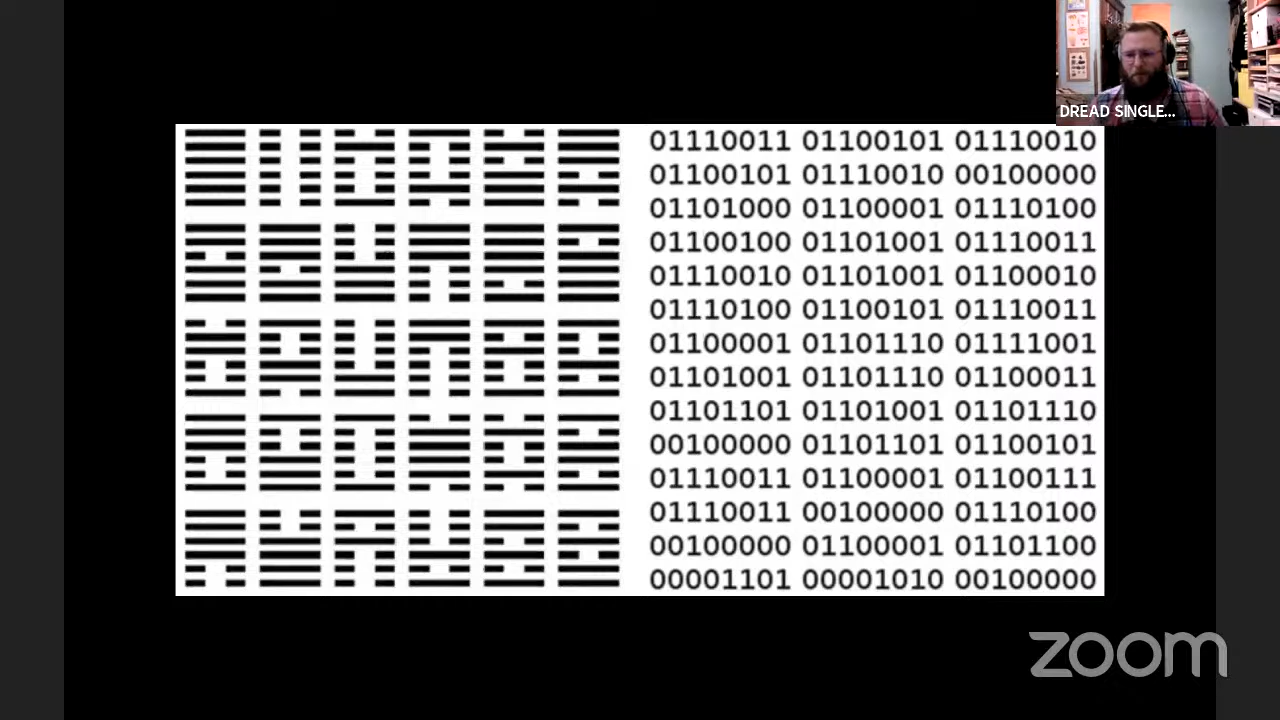 DREAD SINGLE...
01110011 01100101 01110010
01100101 01110010 00100000
01101000 01100001 01110100
01100100 01101001 01110011
01110010 01101001 01100010
01110100 01100101 01110011
01100001 01101110 01111001
01101001 01101110 01100011
01101101 01101001 01101110
00100000 01101101 01100101
01110011 01100001 01100111
01110011 00100000 01110100
00100000 01100001 01101100
00001101 00001010 00100000
zoom